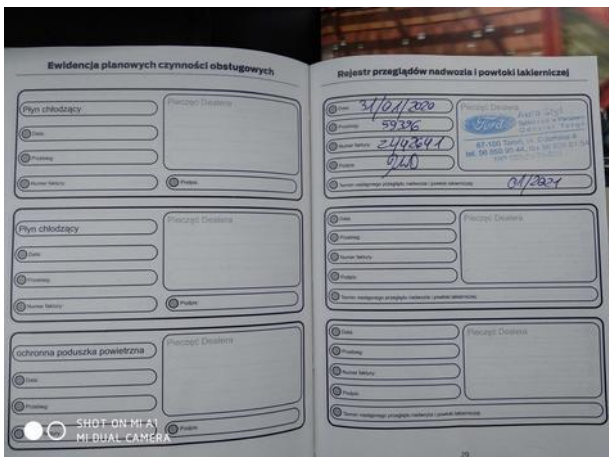 Ewidencja planowych czynności obsługowych
Płyn chłodzący
Pieczęć Dealera
Data:
Przebieg:
Numer faktury:
Podpis:
Płyn chłodzący
Pieczęć Dealera
Data:
Przebieg:
Numer faktury:
Podpis:
ochronna poduszka powietrzna
Pieczęć Dealera
Data:
Przebieg:
Podpis:
Rejestr przeglądów nadwozia i powłoki lakierniczej
Data: 31/01/2020
Pieczęć Dealera
Przebieg: 59396
Ford
Numer faktury: 2442641
87-100 Toruń
Podpis:
Termin następnego przeglądu nadwozia i powłoki lakierniczej: 01/2021
Data:
Pieczęć Dealera
Przebieg:
Numer faktury:
Podpis:
Termin następnego przeglądu nadwozia i powłoki lakierniczej:
Data:
Pieczęć Dealera
Przebieg:
Numer faktury:
Podpis:
Termin następnego przeglądu nadwozia i powłoki lakierniczej:
29
SHOT ON MI A1
MI DUAL CAMERA